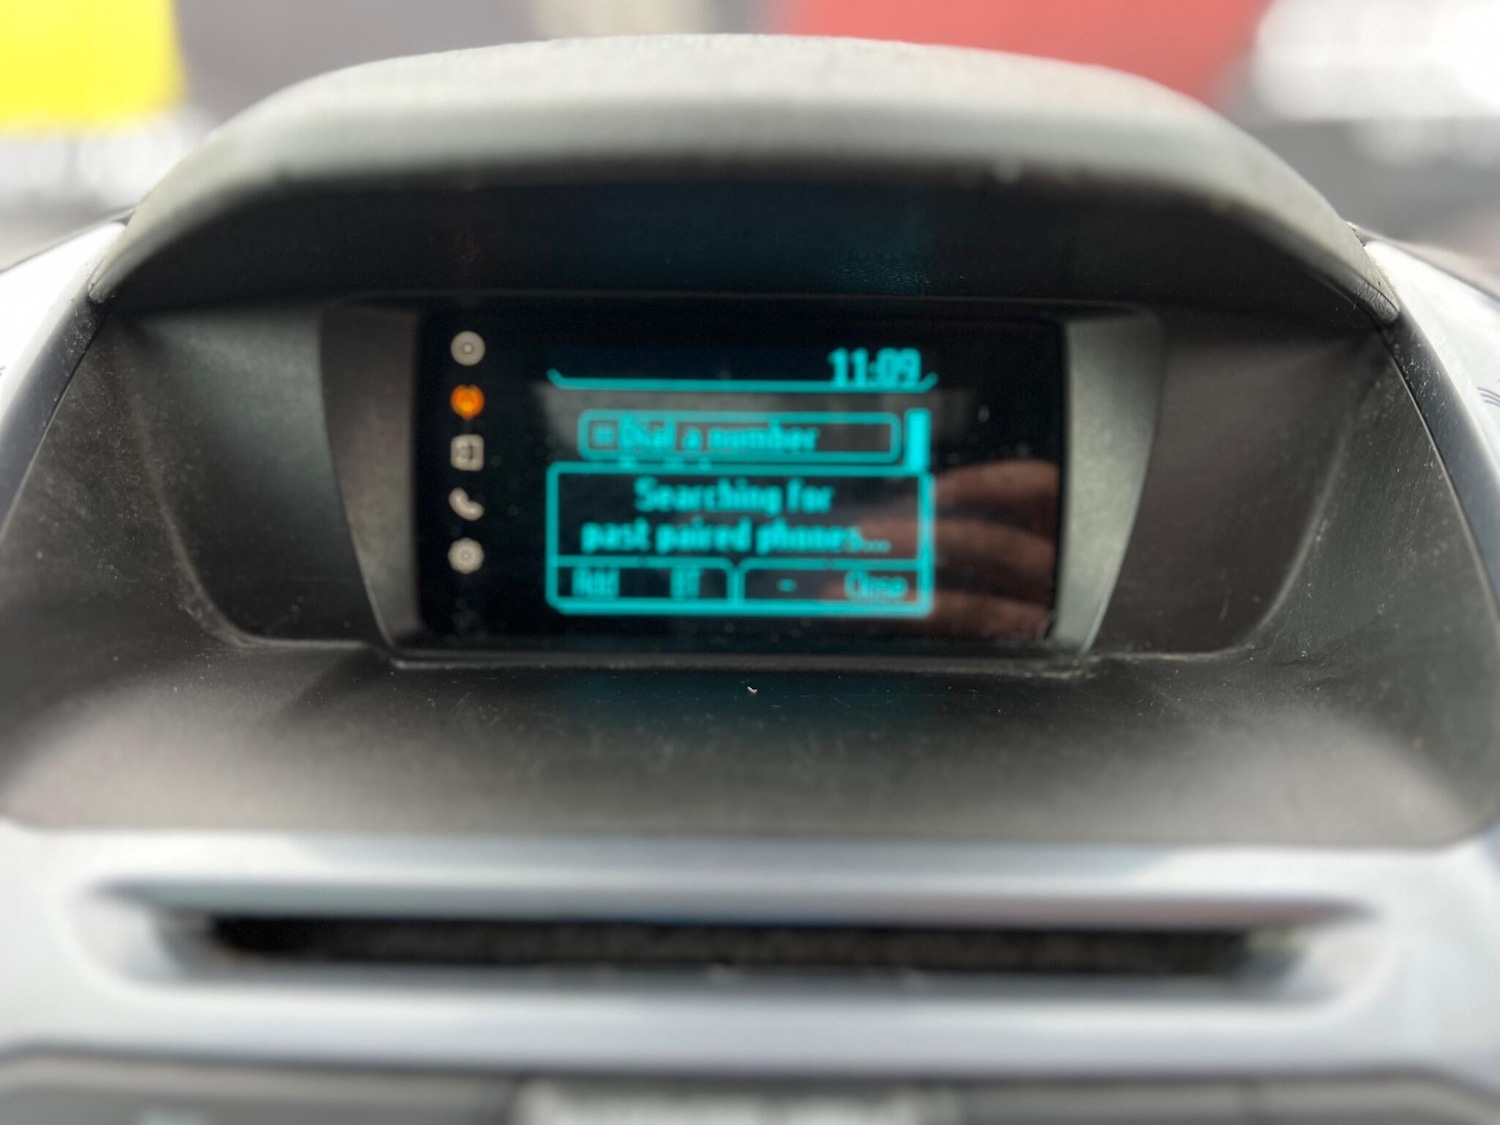 11:09
Dial a number
Searching for
past paired phones...
Add BT - Close